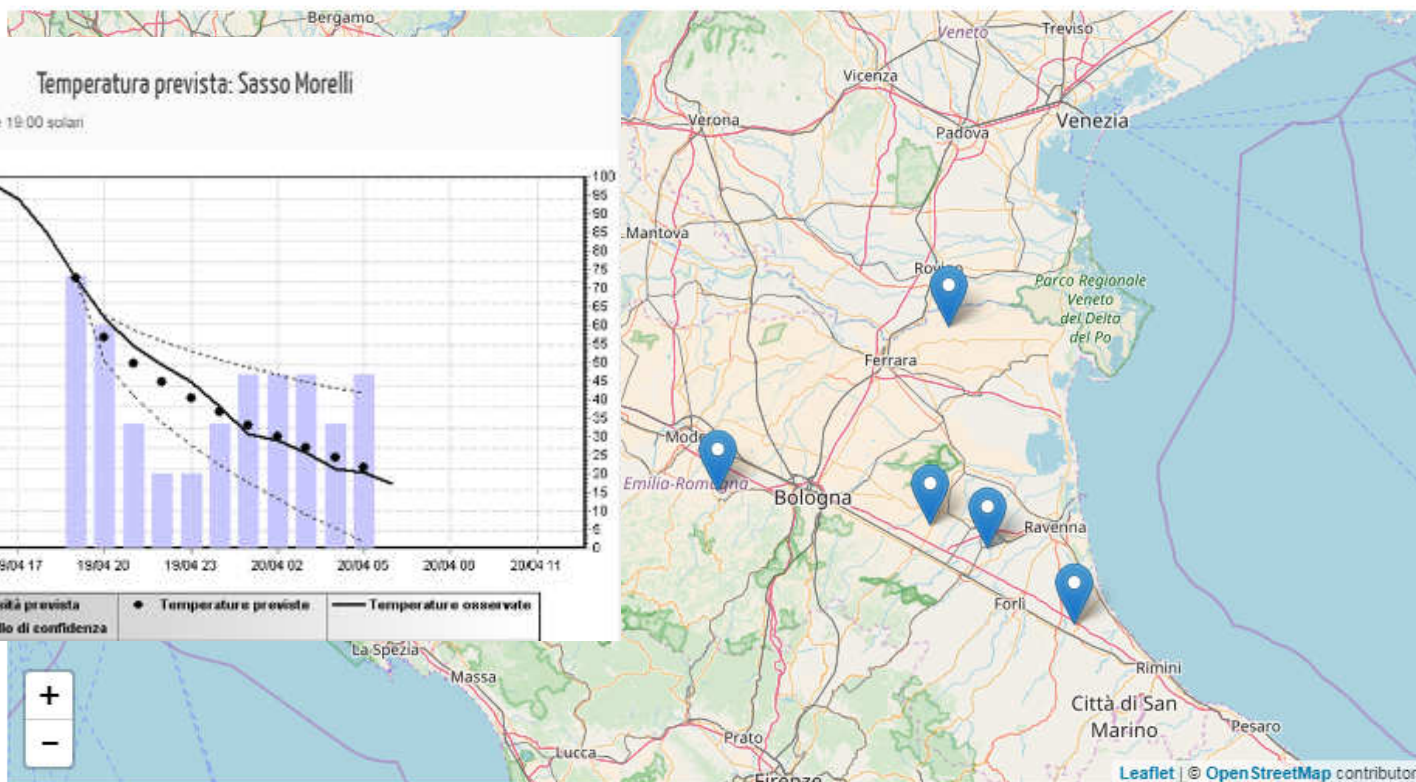 Bergamo
Veneto
Treviso
Vicenza
Verona
Padova
Venezia
Temperatura prevista: Sasso Morelli
19:00 solari
100
95
90
85
80
75
70
65
60
55
50
45
40
35
30
25
20
15
10
5
0
19/04 17
19/04 20
19/04 23
20/04 02
20/04 05
20/04 08
20/04 11
sità prevista
Temperature previste
Temperature osservate
llo di confidenza
Mantova
Parco Regionale
Veneto
del Delta
del Po
Ferrara
Emilia-Romagna
Bologna
Ravenna
Forlì
Rimini
Città di San
Marino
Pesaro
La Spezia
Massa
Lucca
Prato
Firenze
+
−
Leaflet | © OpenStreetMap contributor